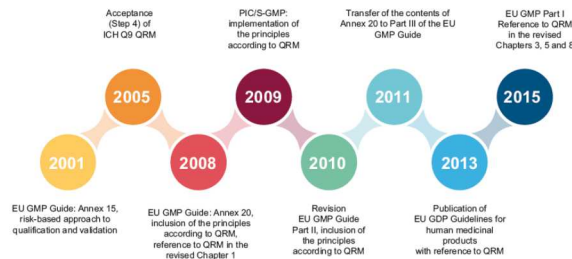 Acceptance
(Step 4) of
ICH Q9 QRM
PIC/S-GMP:
implementation of
the principles
according to QRM
Transfer of the contents of
Annex 20 to Part III of the EU
GMP Guide
EU GMP Part I
Reference to QRM
in the revised
Chapters 3, 5 and 8
2005
2009
2011
2015
2001
2008
2010
2013
EU GMP Guide: Annex 15,
risk-based approach to
qualification and validation
EU GMP Guide: Annex 20,
inclusion of the principles
according to QRM,
reference to QRM in the
revised Chapter 1
Revision
EU GMP Guide
Part II, inclusion of
the principles
according to QRM
Publication of
EU GDP Guidelines for
human medicinal
products
with reference to QRM